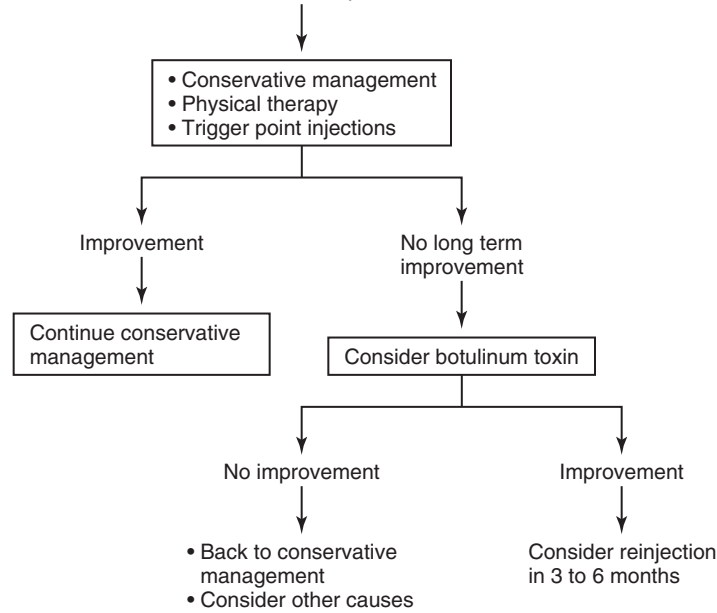 • Conservative management
• Physical therapy
• Trigger point injections
Improvement
No long term
improvement
Continue conservative
management
Consider botulinum toxin
No improvement
Improvement
• Back to conservative
management
• Consider other causes
Consider reinjection
in 3 to 6 months